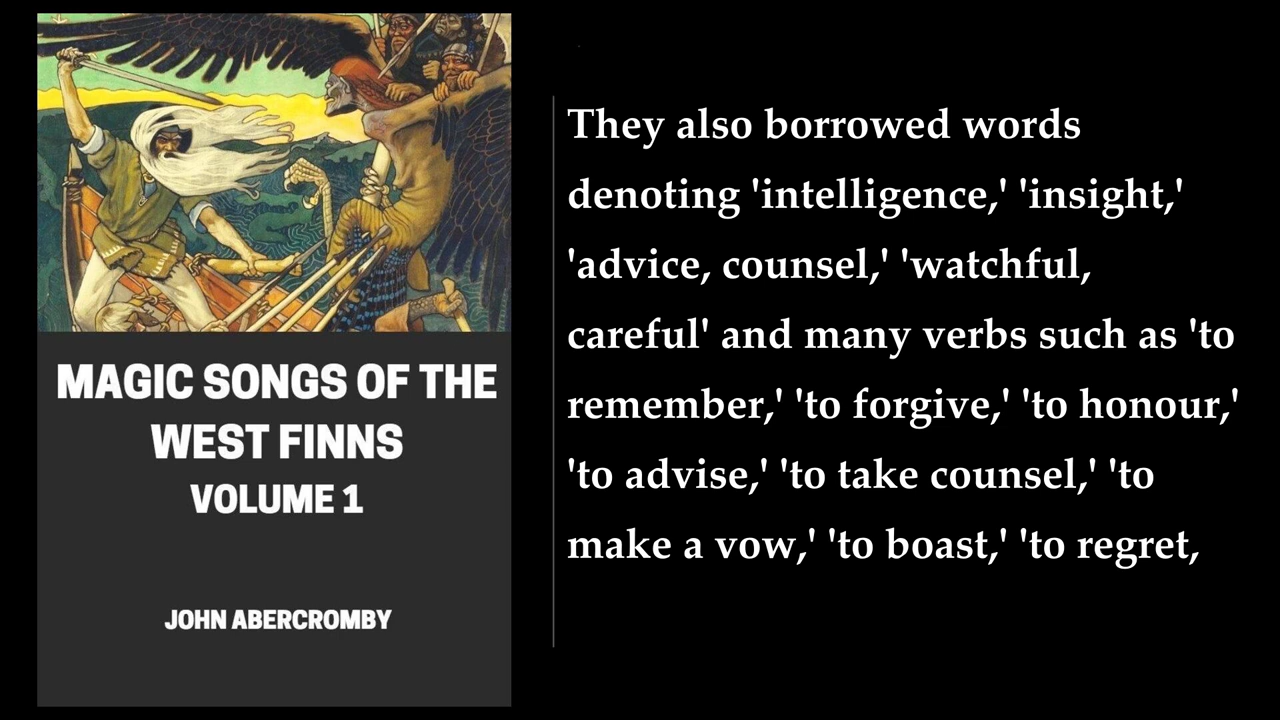 MAGIC SONGS OF THE
WEST FINNS
VOLUME 1
JOHN ABERCROMBY
They also borrowed words
denoting 'intelligence,' 'insight,'
'advice, counsel,' 'watchful,
careful' and many verbs such as 'to
remember,' 'to forgive,' 'to honour,'
'to advise,' 'to take counsel,' 'to
make a vow,' 'to boast,' 'to regret,